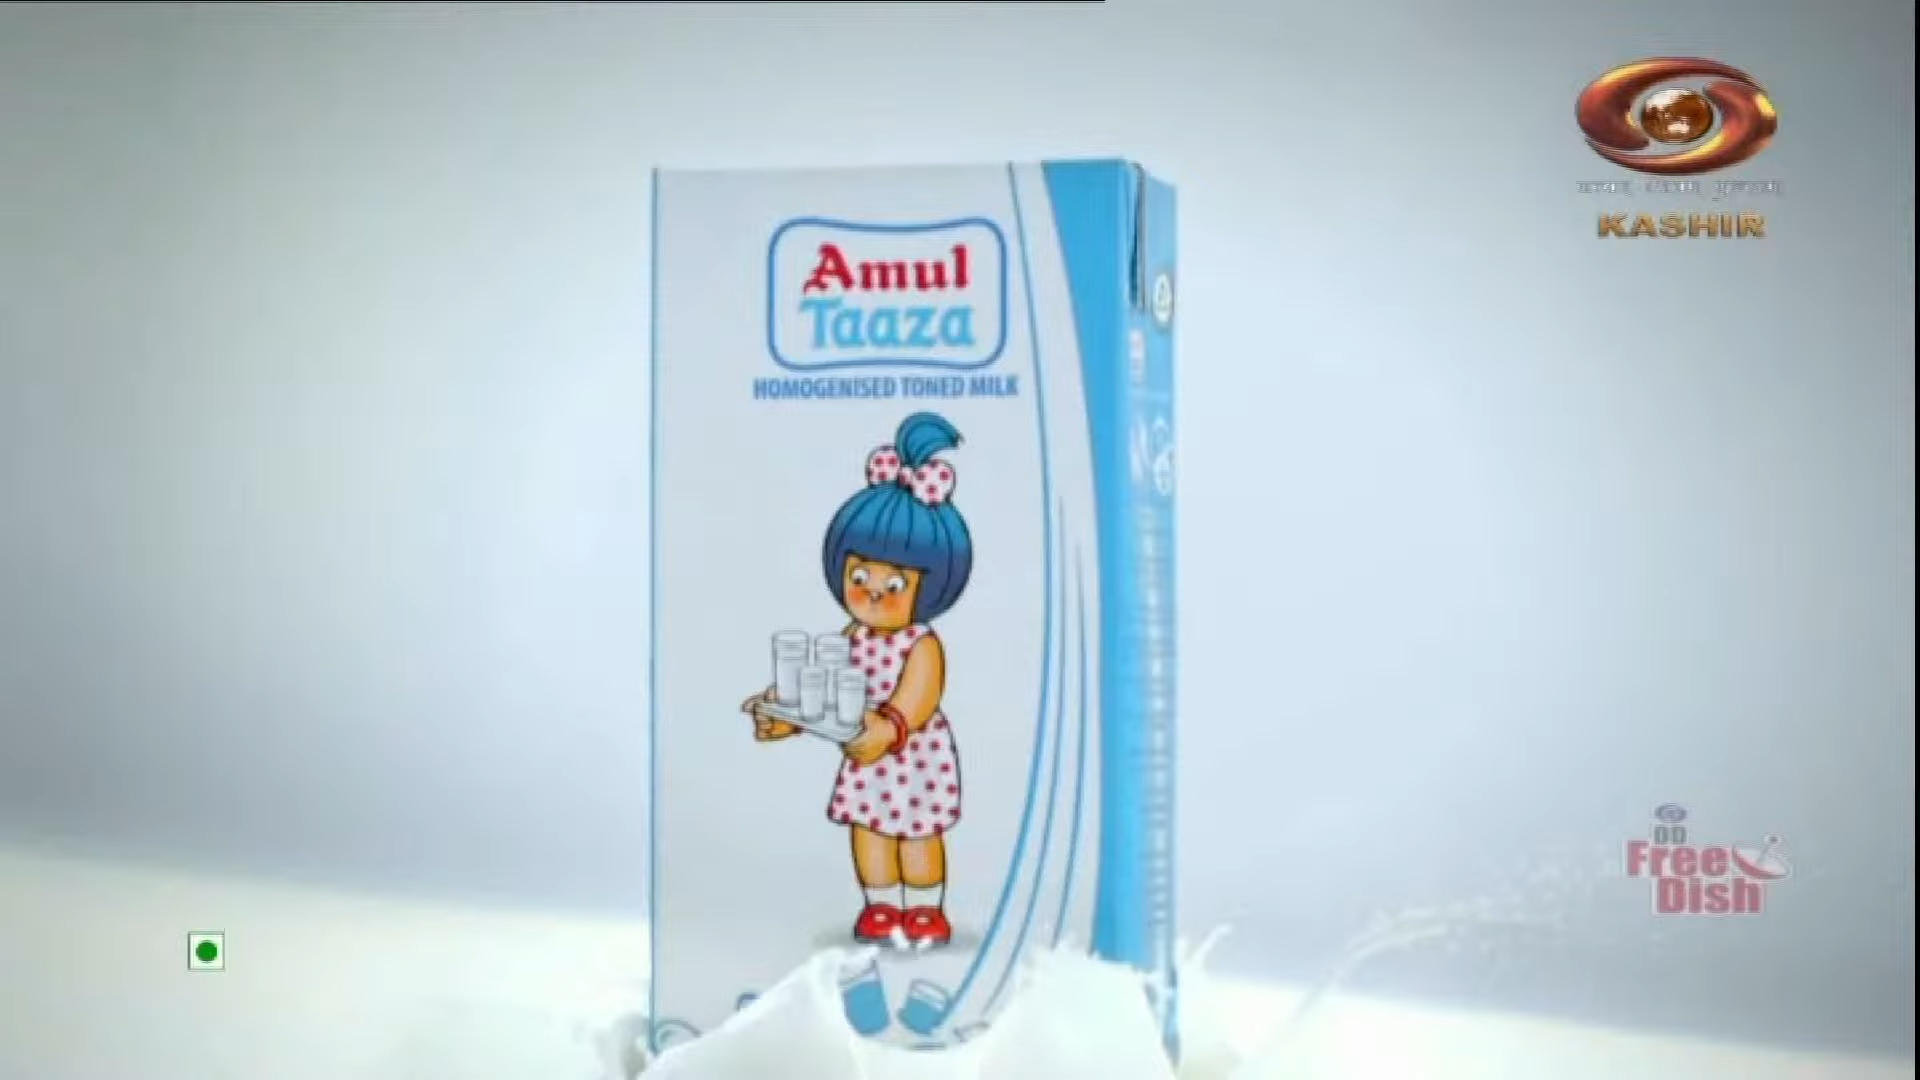 Amul
Taaza
HOMOGENISED TONED MILK
KASHIR
DD
Free
Dish